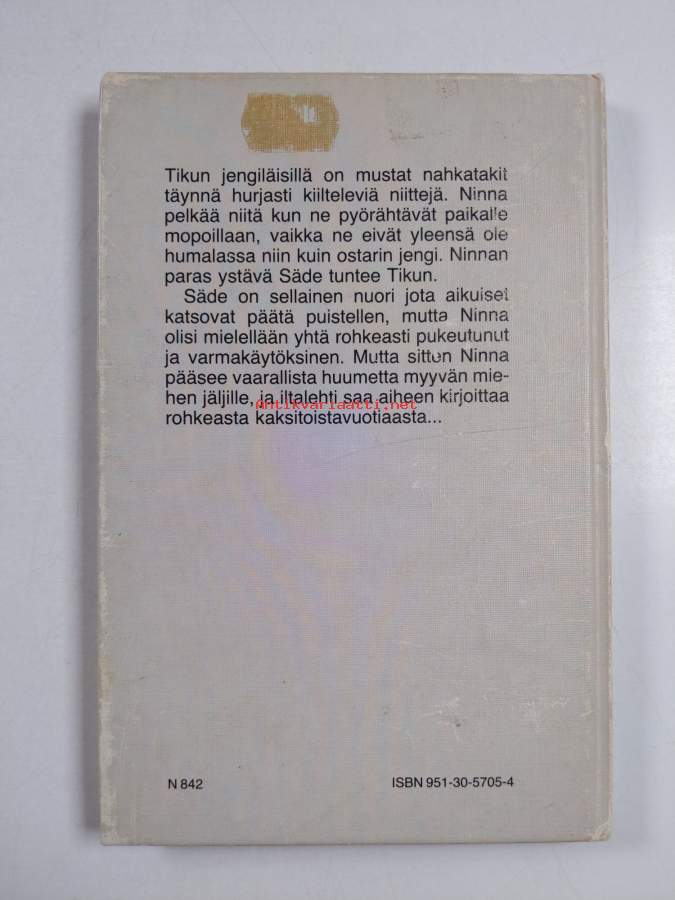 Tikun jengiläisillä on mustat nahkatakit
täynnä hurjasti kiilteleviä niittejä. Ninna
pelkää niitä kun ne pyörähtävät paikalle
mopoillaan, vaikka ne eivät yleensä ole
humalassa niin kuin ostarin jengi. Ninnan
paras ystävä Säde tuntee Tikun.
Säde on sellainen nuori jota aikuiset
katsovat päätä puistellen, mutta Ninna
olisi mielellään yhtä rohkeasti pukeutunut
ja varmakäytöksinen. Mutta sitten Ninna
pääsee vaarallista huumetta myyvän mie-
hen jäljille, ja iltalehti saa aiheen kirjoittaa
Antikvariaatti.net
rohkeasta kaksitoistavuotiaasta...
N 842
ISBN 951-30-5705-4